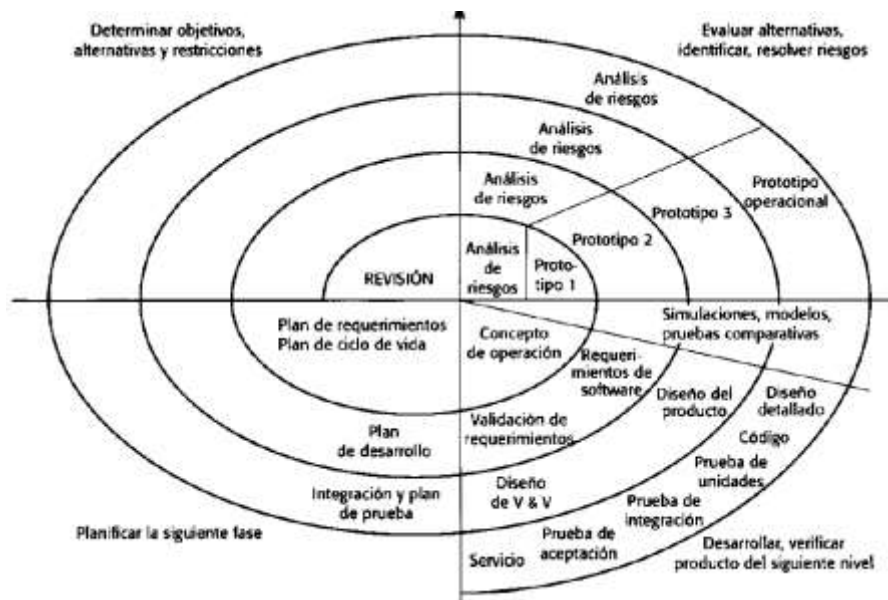 Determinar objetivos,
alternativas y restricciones
Evaluar alternativas,
identificar, resolver riesgos
Análisis
de riesgos
Análisis
de riesgos
Análisis
de riesgos
Análisis
de
riesgos
Proto-
tipo 1
Prototipo 2
Prototipo 3
Prototipo
operacional
REVISIÓN
Plan de requerimientos
Plan de ciclo de vida
Concepto
de operación
Simulaciones, modelos,
pruebas comparativas
Requeri-
mientos de
software
Diseño del
producto
Diseño
detallado
Código
Prueba de
unidades
Plan
de desarrollo
Validación de
requerimientos
Integración y plan
de prueba
Diseño
de V & V
Prueba de
integración
Prueba de
aceptación
Servicio
Planificar la siguiente fase
Desarrollar, verificar
producto del siguiente nivel